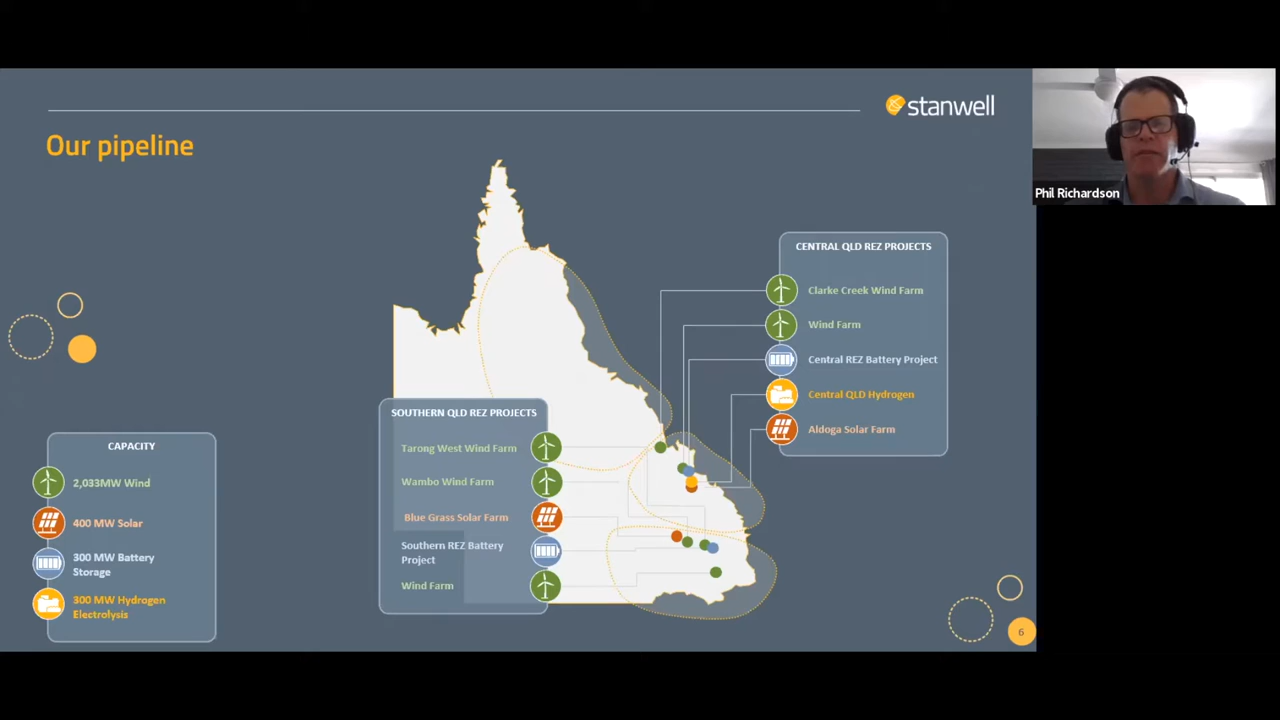 stanwell
Our pipeline
Phil Richardson
CENTRAL QLD REZ PROJECTS
Clarke Creek Wind Farm
Wind Farm
Central REZ Battery Project
Central QLD Hydrogen
Aldoga Solar Farm
SOUTHERN QLD REZ PROJECTS
Tarong West Wind Farm
Wambo Wind Farm
Blue Grass Solar Farm
Southern REZ Battery
Project
Wind Farm
CAPACITY
2,033MW Wind
400 MW Solar
300 MW Battery
Storage
300 MW Hydrogen
Electrolysis
6